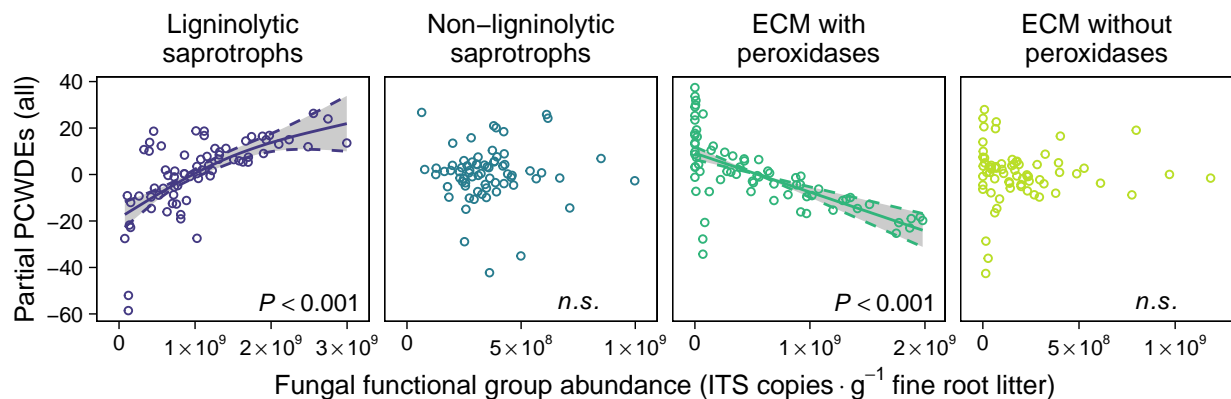 Ligninolytic
saprotrophs
Non−ligninolytic
saprotrophs
ECM with
peroxidases
ECM without
peroxidases
Partial PCWDEs (all)
40
20
0
−20
−40
−60
P < 0.001
n.s.
P < 0.001
n.s.
0 1×10⁹ 2×10⁹ 3×10⁹
0 5×10⁸ 1×10⁹
0 1×10⁹ 2×10⁹
0 5×10⁸ 1×10⁹
Fungal functional group abundance (ITS copies · g⁻¹ fine root litter)